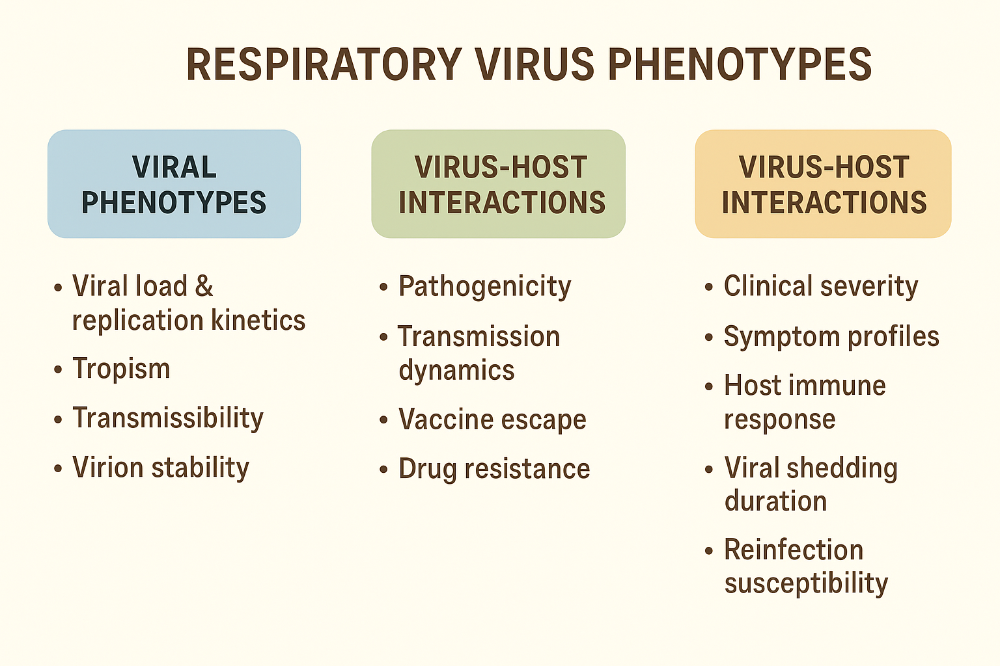 RESPIRATORY VIRUS PHENOTYPES
VIRAL
PHENOTYPES
• Viral load &
replication kinetics
• Tropism
• Transmissibility
• Virion stability
VIRUS-HOST
INTERACTIONS
• Pathogenicity
• Transmission
dynamics
• Vaccine escape
• Drug resistance
VIRUS-HOST
INTERACTIONS
• Clinical severity
• Symptom profiles
• Host immune
response
• Viral shedding
duration
• Reinfection
susceptibility